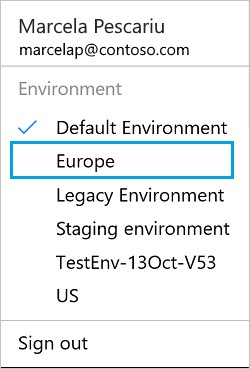 Marcela Pescariu
marcelap@contoso.com
Environment
Default Environment
Europe
Legacy Environment
Staging environment
TestEnv-13Oct-V53
US
Sign out